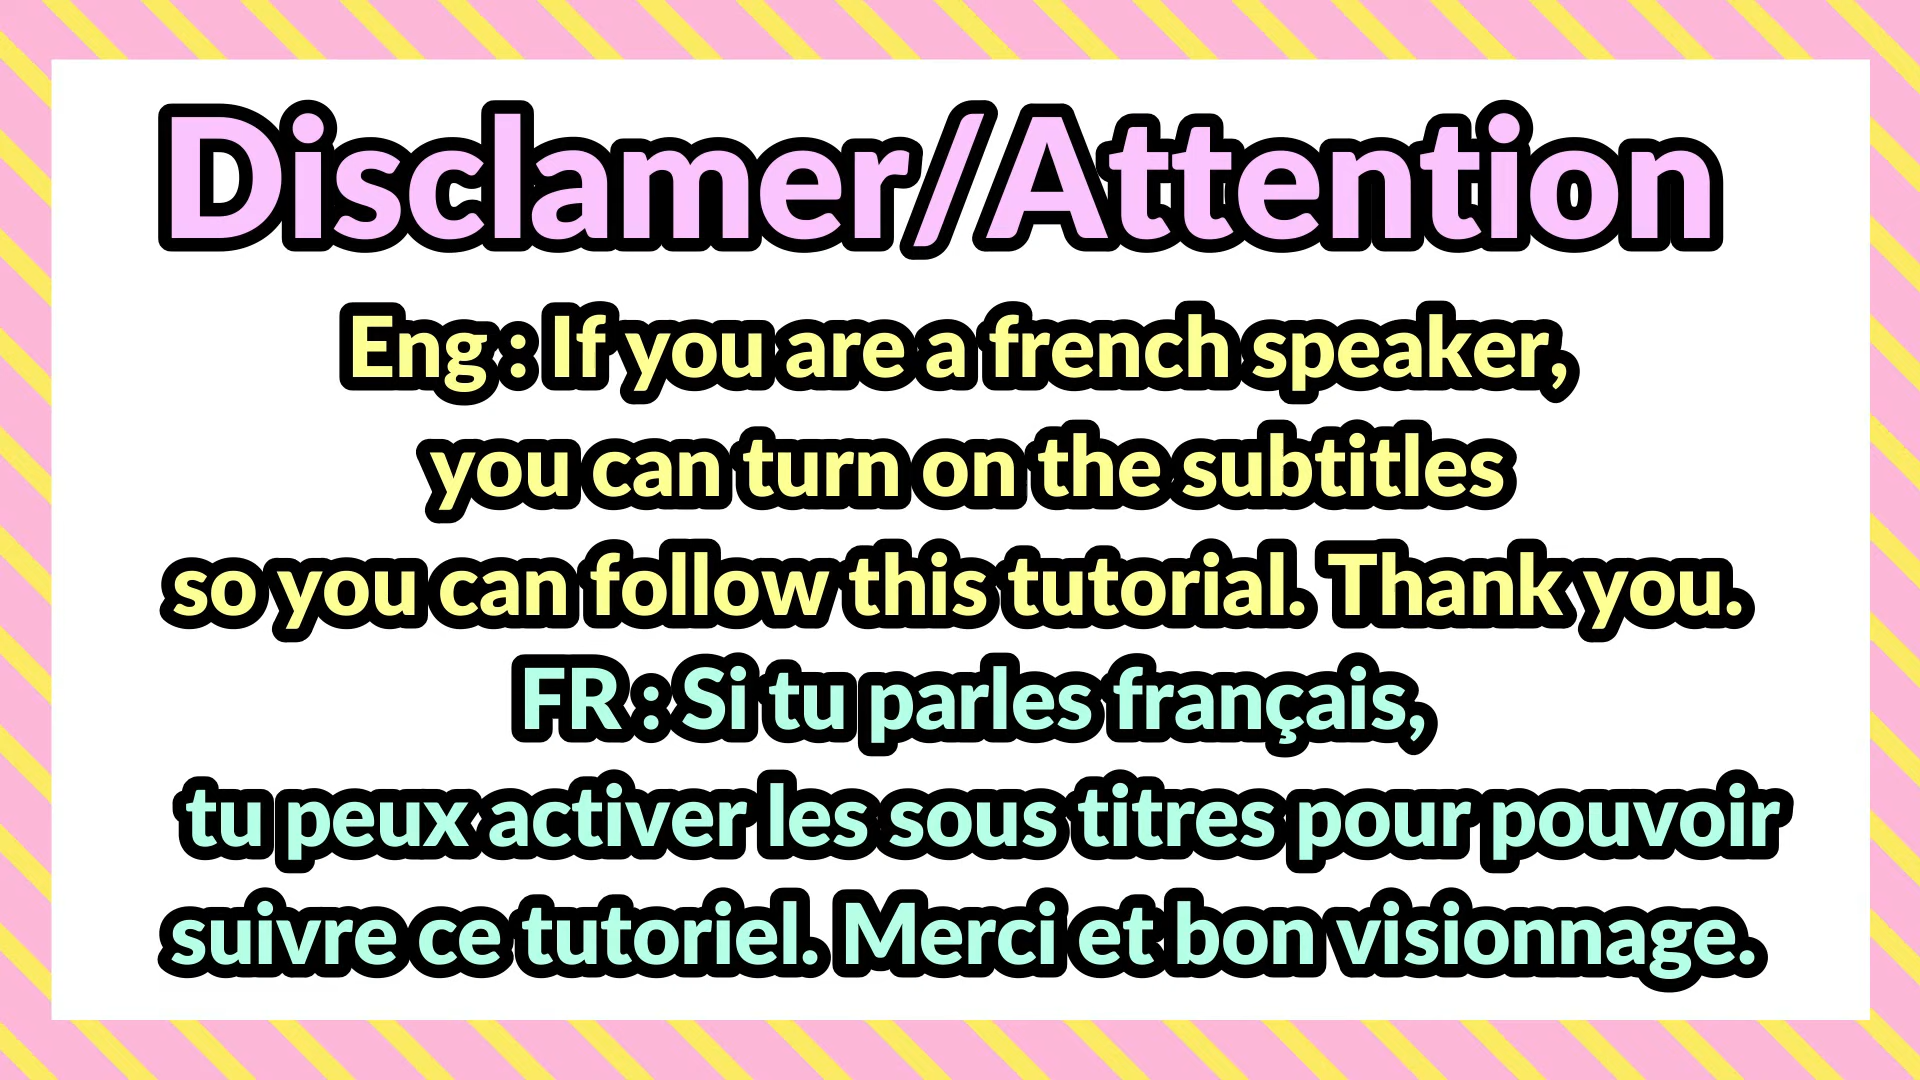 Disclamer/Attention
Eng : If you are a french speaker,
you can turn on the subtitles
so you can follow this tutorial. Thank you.
FR : Si tu parles français,
tu peux activer les sous titres pour pouvoir
suivre ce tutoriel. Merci et bon visionnage.